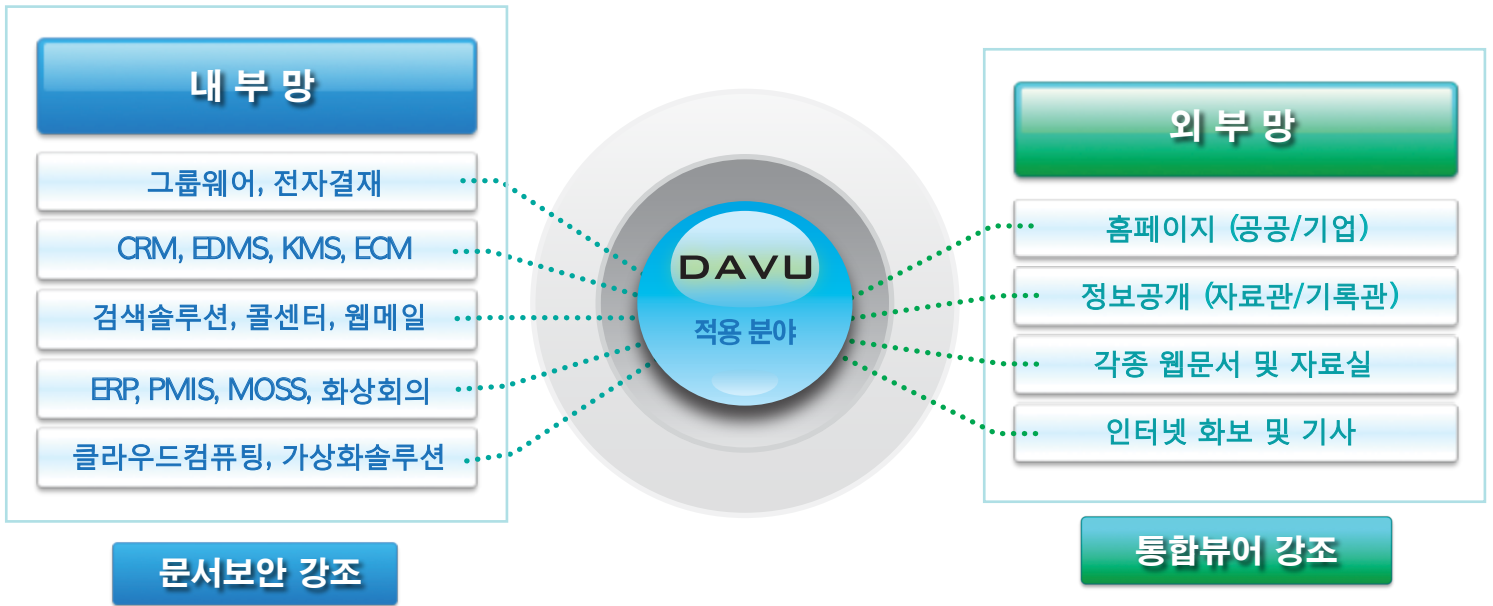 내 부 망
그룹웨어, 전자결재
CRM, EDMS, KMS, ECM
검색솔루션, 콜센터, 웹메일
ERP, PMIS, MOSS, 화상회의
클라우드컴퓨팅, 가상화솔루션
문서보안 강조
DAVU
적용 분야
외 부 망
홈페이지 (공공/기업)
정보공개 (자료관/기록관)
각종 웹문서 및 자료실
인터넷 화보 및 기사
통합뷰어 강조